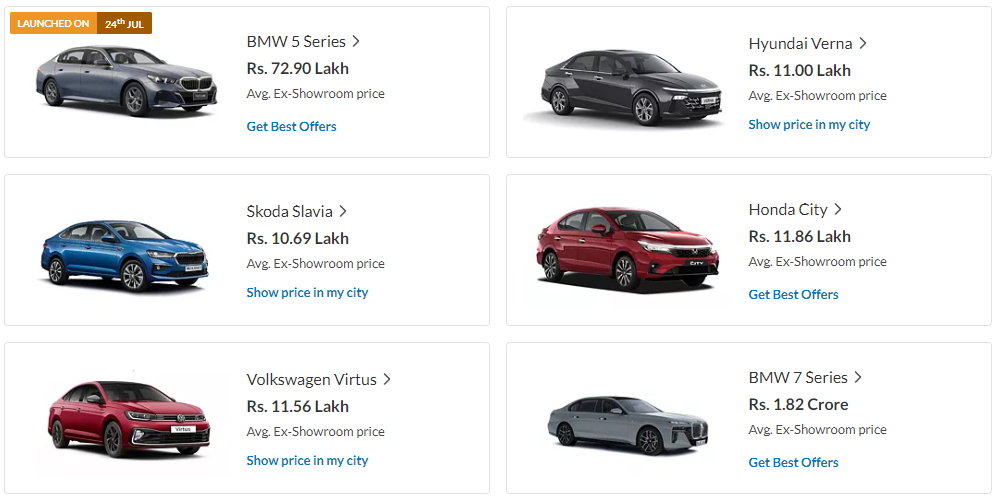 LAUNCHED ON 24th JUL
BMW 5 Series
Rs. 72.90 Lakh
Avg. Ex-Showroom price
Get Best Offers
Hyundai Verna
Rs. 11.00 Lakh
Avg. Ex-Showroom price
Show price in my city
Skoda Slavia
Rs. 10.69 Lakh
Avg. Ex-Showroom price
Show price in my city
Honda City
Rs. 11.86 Lakh
Avg. Ex-Showroom price
Get Best Offers
CITY
Volkswagen Virtus
Rs. 11.56 Lakh
Avg. Ex-Showroom price
Show price in my city
Virtus
BMW 7 Series
Rs. 1.82 Crore
Avg. Ex-Showroom price
Get Best Offers